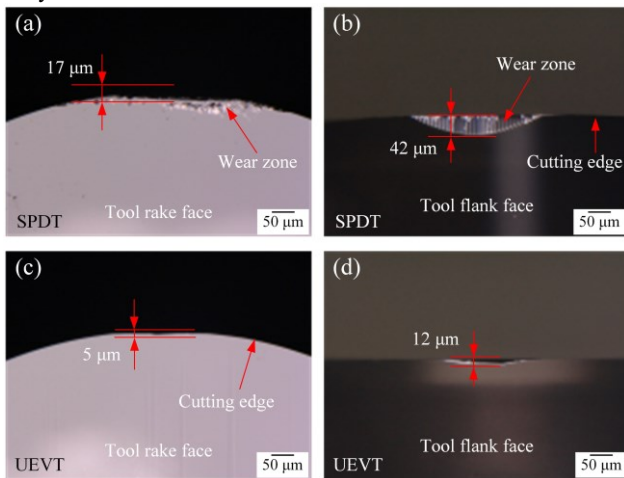 (a)
17 μm
Wear zone
Tool rake face
SPDT
50 μm
(b)
Wear zone
42 μm
Cutting edge
Tool flank face
SPDT
50 μm
(c)
5 μm
Cutting edge
Tool rake face
UEVT
50 μm
(d)
12 μm
Tool flank face
UEVT
50 μm